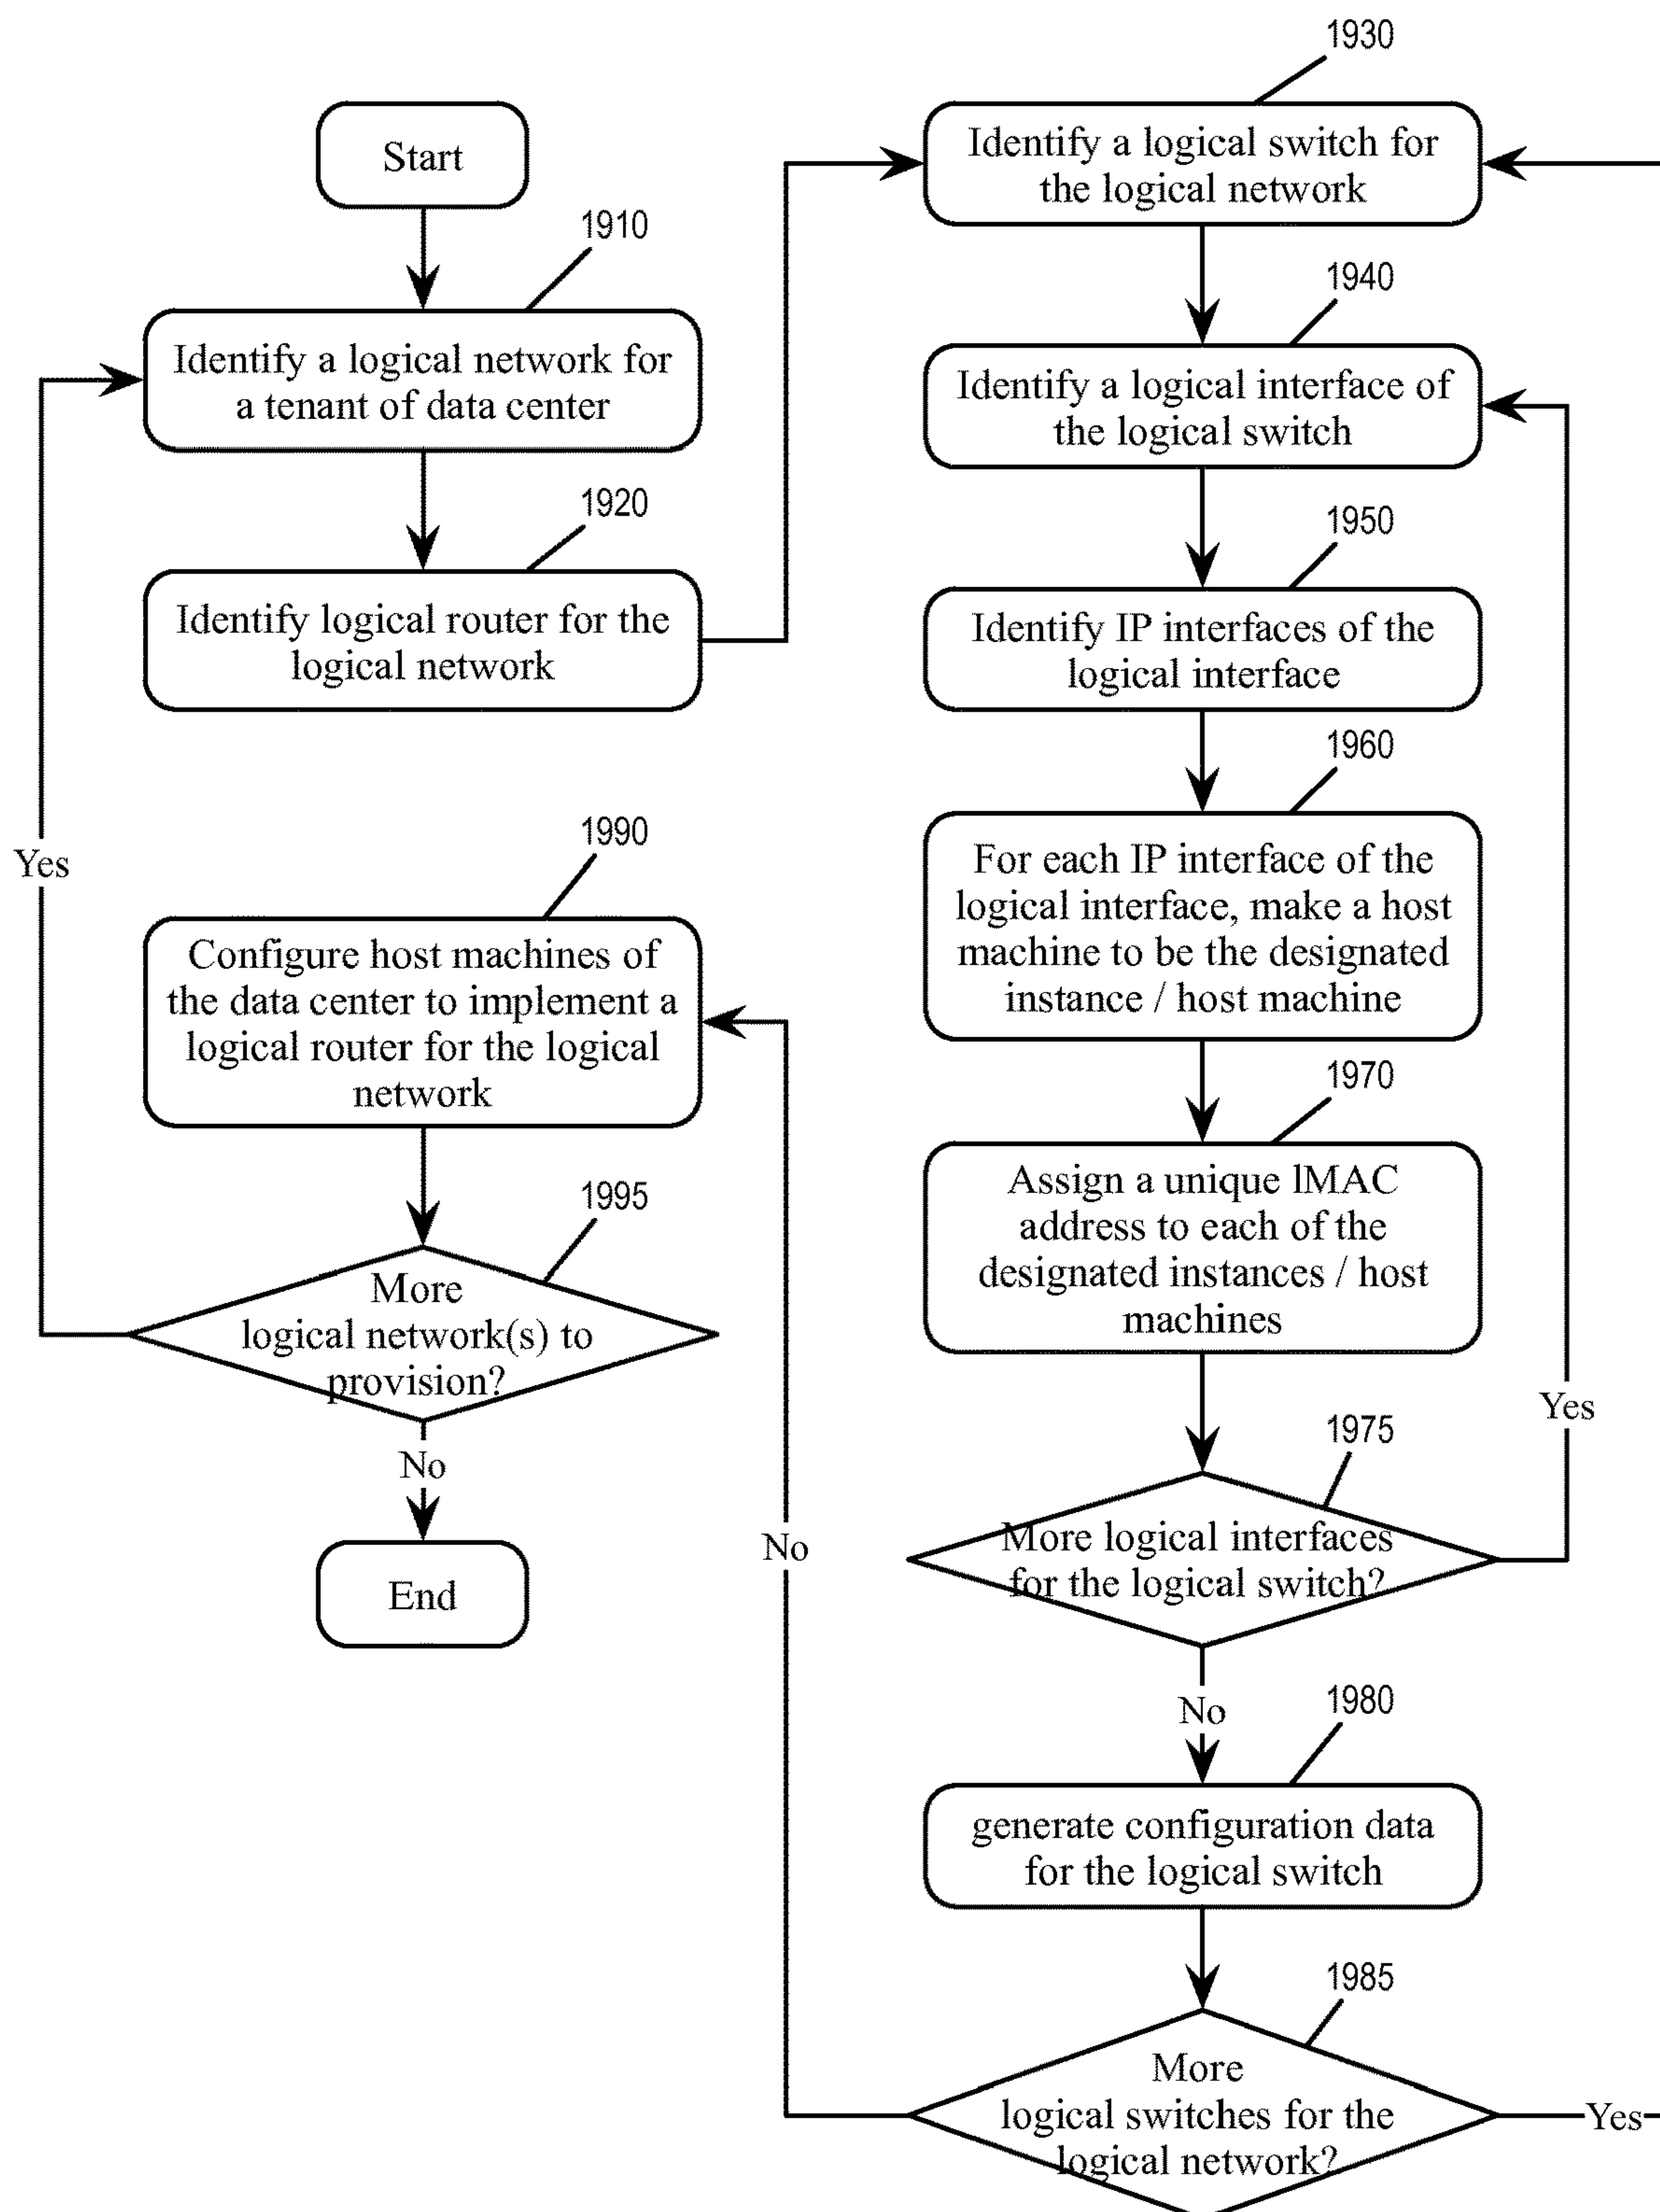 Start
1910
Identify a logical network for
a tenant of data center
1920
Identify logical router for the
logical network
1930
Identify a logical switch for
the logical network
1940
Identify a logical interface of
the logical switch
1950
Identify IP interfaces of the
logical interface
1960
For each IP interface of the
logical interface, make a host
machine to be the designated
instance / host machine
1970
Assign a unique lMAC
address to each of the
designated instances / host
machines
1975
More logical interfaces
for the logical switch?
Yes
No
1980
generate configuration data
for the logical switch
1985
More
logical switches for the
logical network?
Yes
No
1990
Configure host machines of
the data center to implement a
logical router for the logical
network
1995
More
logical network(s) to
provision?
Yes
No
End